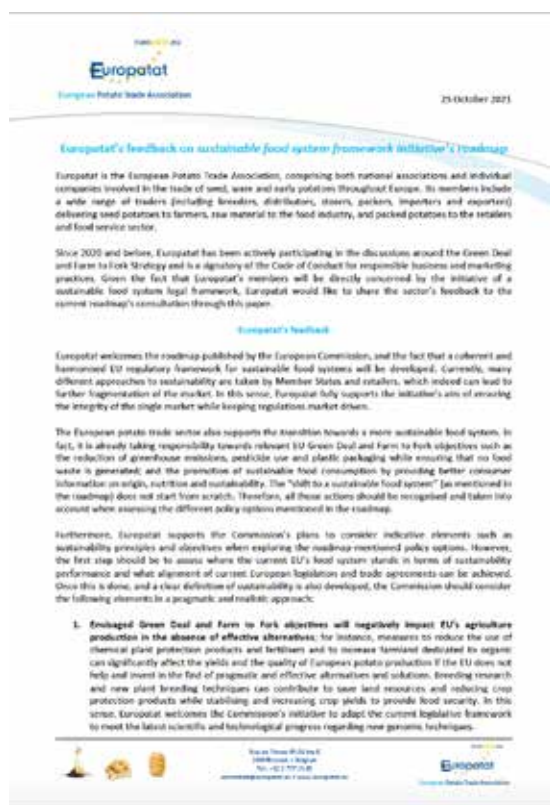 Europatat
European Potato Trade Association
25 October 2021
Europatat's feedback on sustainable food system framework initiative's roadmap
Europatat is the European Potato Trade Association, comprising both national associations and individual
companies involved in the trade of seed, ware and early potatoes throughout Europe. Its members include
a wide range of traders (including breeders, distributors, storers, packers, importers and exporters)
delivering seed potatoes to farmers, raw material to the food industry, and packed potatoes to the retailers
and food service sector.
Since 2020 and before, Europatat has been actively participating in the discussions around the Green Deal
and Farm to Fork Strategy and is a signatory of the Code of Conduct for responsible business and marketing
practices. Given the fact that Europatat's members will be directly concerned by the initiative of a
sustainable food system legal framework, Europatat would like to share the sector's feedback to the
current roadmap's consultation through this paper.
Europatat's feedback
Europatat welcomes the roadmap published by the European Commission, and the fact that a coherent and
harmonised EU regulatory framework for sustainable food systems will be developed. Currently, many
different approaches to sustainability are taken by Member States and retailers, which indeed can lead to
further fragmentation of the market. In this sense, Europatat fully supports the initiative's aim of ensuring
the integrity of the single market while keeping regulations market driven.
The European potato trade sector also supports the transition towards a more sustainable food system. In
fact, it is already taking responsibility towards relevant EU Green Deal and Farm to Fork objectives such as
the reduction of greenhouse emissions, pesticide use and plastic packaging while ensuring that no food
waste is generated; and the promotion of sustainable food consumption by providing better consumer
information on origin, nutrition and sustainability. The "shift to a sustainable food system" (as mentioned in
the roadmap) does not start from scratch. Therefore, all those actions should be recognised and taken into
account when assessing the different policy options mentioned in the roadmap.
Furthermore, Europatat supports the Commission's plans to consider indicative elements such as
sustainability principles and objectives when exploring the roadmap-mentioned policy options. However,
the first step should be to assess where the current EU's food system stands in terms of sustainability
performance and what alignment of current European legislation and trade agreements can be achieved.
Once this is done, and a clear definition of sustainability is also developed, the Commission should consider
the following elements in a pragmatic and realistic approach:
1. Envisaged Green Deal and Farm to Fork objectives will negatively impact EU's agriculture
production in the absence of effective alternatives; for instance, measures to reduce the use of
chemical plant protection products and fertilisers and to increase farmland dedicated to organic
can significantly affect the yields and the quality of European potato production if the EU does not
help and invest in the find of pragmatic and effective alternatives and solutions. Breeding research
and new plant breeding techniques can contribute to save land resources and reducing crop
protection products while stabilising and increasing crop yields to provide food security. In this
sense, Europatat welcomes the Commission's initiative to adapt the current legislative framework
to meet the latest scientific and technological progress regarding new genomic techniques.
Europatat
European Potato Trade Association